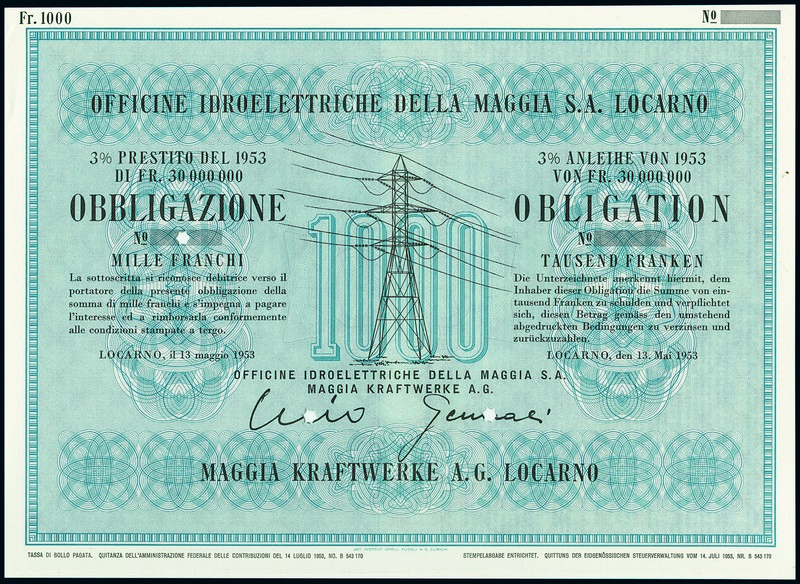 Fr. 1000
No
OFFICINE IDROELETTRICHE DELLA MAGGIA S.A. LOCARNO
3% PRESTITO DEL 1953
DI FR. 30 000 000
OBBLIGAZIONE
No
MILLE FRANCHI
La sottoscritta si riconosce debitrice verso il
portatore della presente obbligazione della
somma di mille franchi e s'impegna a pagare
l'interesse ed a rimborsarla conformemente
alle condizioni stampate a tergo.
LOCARNO, il 13 maggio 1953
1000
3% ANLEIHE VON 1953
VON FR. 30 000 000
OBLIGATION
No
TAUSEND FRANKEN
Die Unterzeichnete anerkennt hiermit, dem
Inhaber dieser Obligation die Summe von ein-
tausend Franken zu schulden und verpflichtet
sich, diesen Betrag gemäss den umstehend
abgedruckten Bedingungen zu verzinsen und
zurückzuzahlen.
LOCARNO, den 13. Mai 1953
OFFICINE IDROELETTRICHE DELLA MAGGIA S.A.
MAGGIA KRAFTWERKE A.G.
MAGGIA KRAFTWERKE A.G. LOCARNO
ART. INSTITUT ORELL FÜSSLI A.G. ZÜRICH
TASSA DI BOLLO PAGATA. QUITANZA DELL'AMMINISTRAZIONE FEDERALE DELLE CONTRIBUZIONI DEL 14 LUGLIO 1953, NO. B 543 170
STEMPELABGABE ENTRICHTET. QUITTUNG DER EIDGENÖSSISCHEN STEUERVERWALTUNG VOM 14. JULI 1953, NR. B 543 170